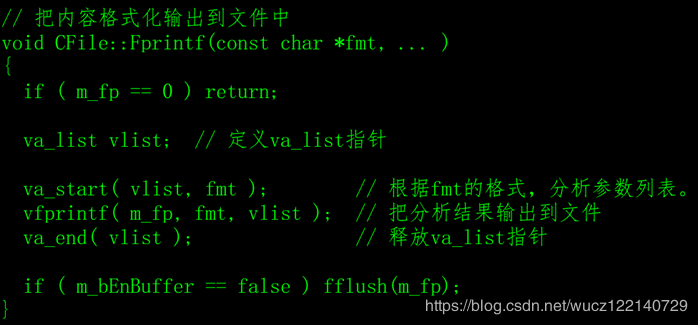 // 把内容格式化输出到文件中
void CFile::Fprintf(const char *fmt, ... )
{
  if ( m_fp == 0 ) return;

  va_list vlist;  // 定义va_list指针

  va_start( vlist, fmt );         // 根据fmt的格式，分析参数列表。
  vfprintf( m_fp, fmt, vlist );  // 把分析结果输出到文件
  va_end( vlist );                // 释放va_list指针

  if ( m_bEnBuffer == false ) fflush(m_fp);
}
https://blog.csdn.net/wucz122140729